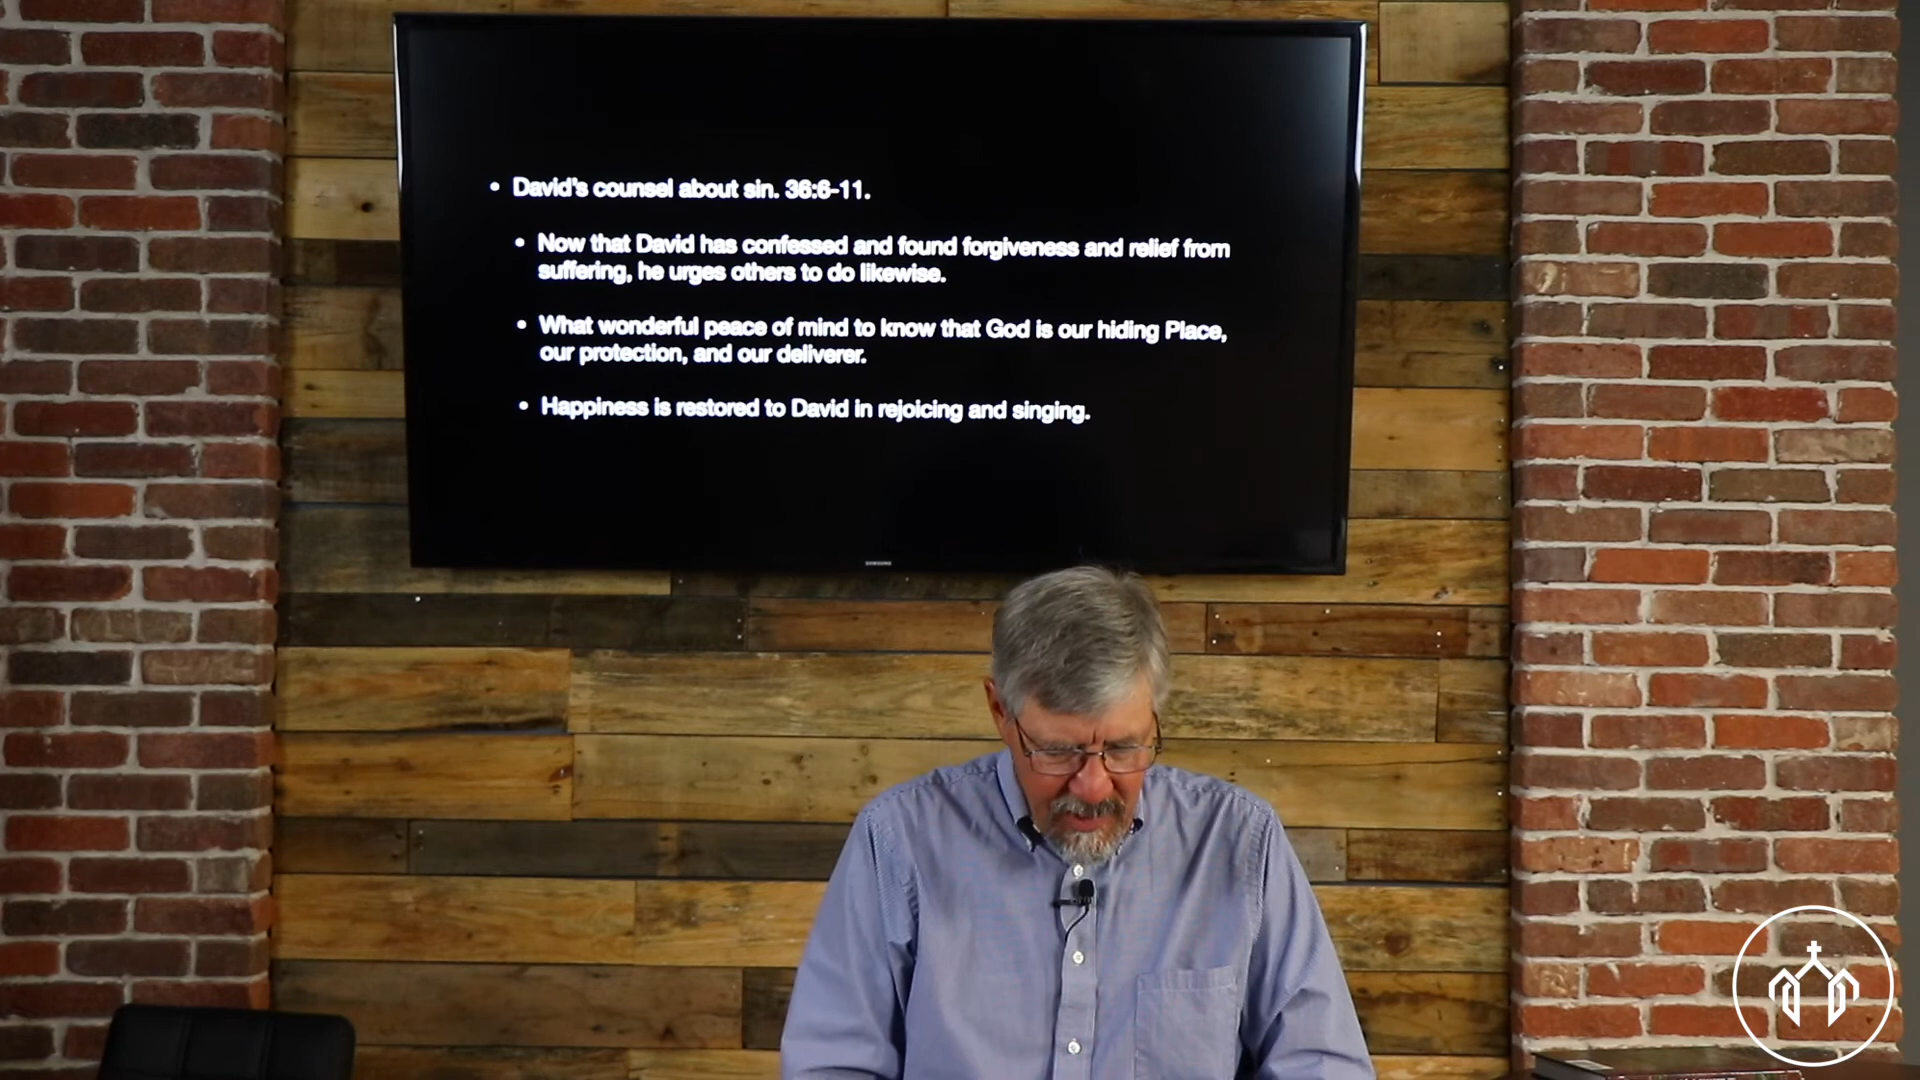 • David's counsel about sin. 36:6-11.
• Now that David has confessed and found forgiveness and relief from
suffering, he urges others to do likewise.
• What wonderful peace of mind to know that God is our hiding Place,
our protection, and our deliverer.
• Happiness is restored to David in rejoicing and singing.
SAMSUNG